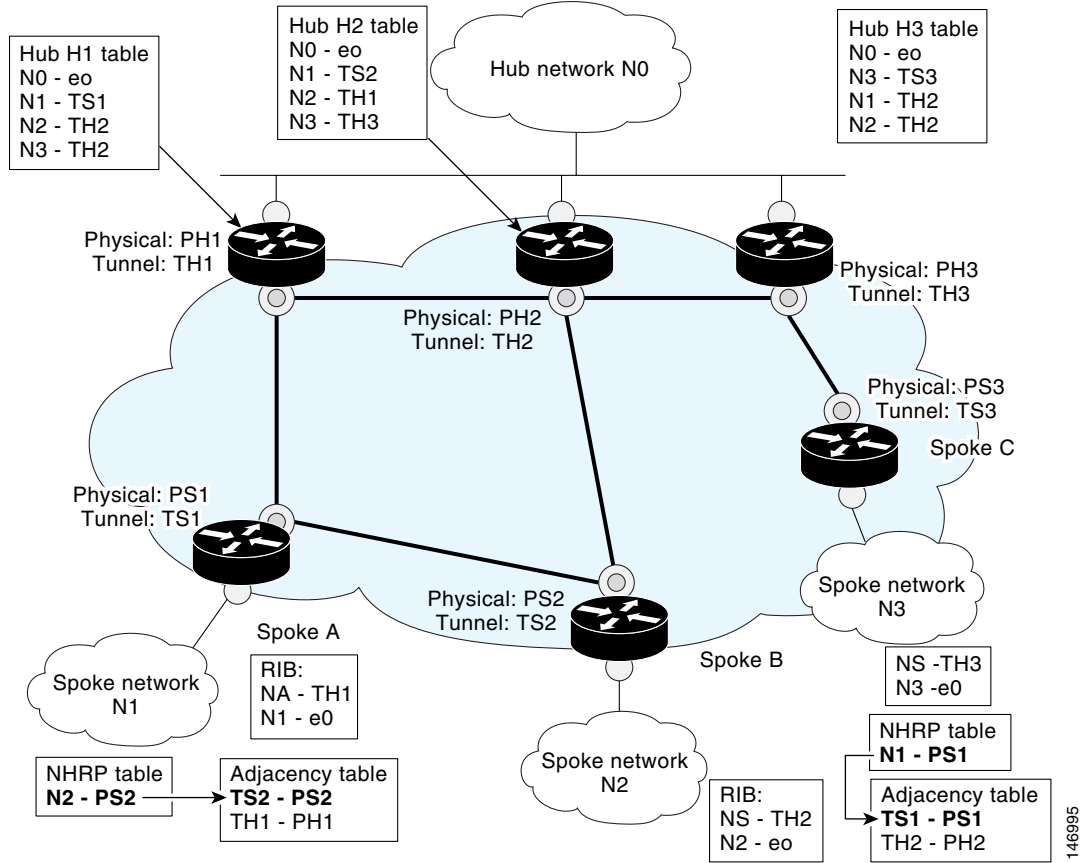 Hub H1 table
N0 - eo
N1 - TS1
N2 - TH2
N3 - TH2
Hub H2 table
N0 - eo
N1 - TS2
N2 - TH1
N3 - TH3
Hub network N0
Hub H3 table
N0 - eo
N3 - TS3
N1 - TH2
N2 - TH2
Physical: PH1
Tunnel: TH1
Physical: PH2
Tunnel: TH2
Physical: PH3
Tunnel: TH3
Physical: PS3
Tunnel: TS3
Spoke C
Physical: PS1
Tunnel: TS1
Physical: PS2
Tunnel: TS2
Spoke network
N3
Spoke A
Spoke B
Spoke network
N1
RIB:
NA - TH1
N1 - e0
NS -TH3
N3 -e0
NHRP table
N2 - PS2
Adjacency table
TS2 - PS2
TH1 - PH1
Spoke network
N2
RIB:
NS - TH2
N2 - eo
NHRP table
N1 - PS1
Adjacency table
TS1 - PS1
TH2 - PH2
146995